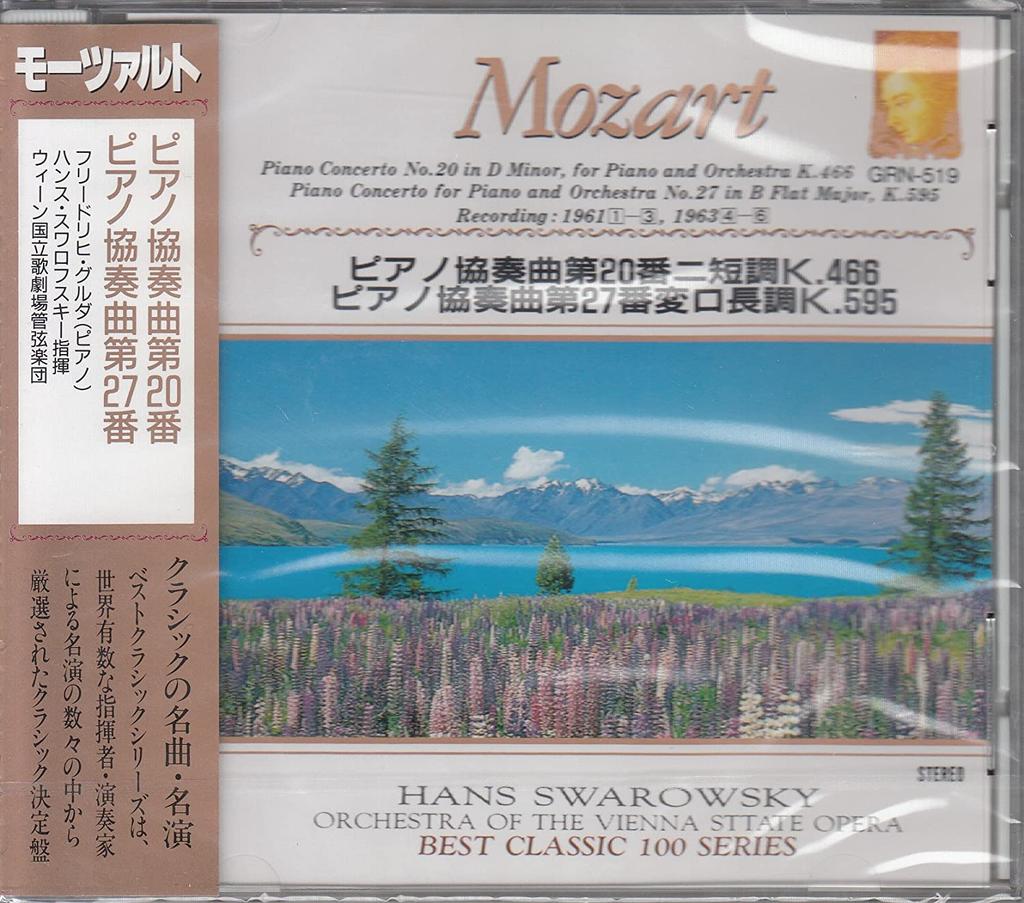 モーツァルト
ピアノ協奏曲第20番
ピアノ協奏曲第27番
フリードリヒ・グルダ(ピアノ)
ハンス・スワロフスキー指揮
ウィーン国立歌劇場管弦楽団
クラシックの名曲・名演
ベストクラシックシリーズは、
世界有数な指揮者・演奏家
による名演の数々の中から
厳選されたクラシック決定盤
Mozart
Piano Concerto No.20 in D Minor, for Piano and Orchestra K.466
GRN-519
Piano Concerto for Piano and Orchestra No.27 in B Flat Major, K.595
Recording : 1961 1-3, 1963 4-6
ピアノ協奏曲第20番ニ短調K.466
ピアノ協奏曲第27番変ロ長調K.595
STEREO
HANS SWAROWSKY
ORCHESTRA OF THE VIENNA STTATE OPERA
BEST CLASSIC 100 SERIES